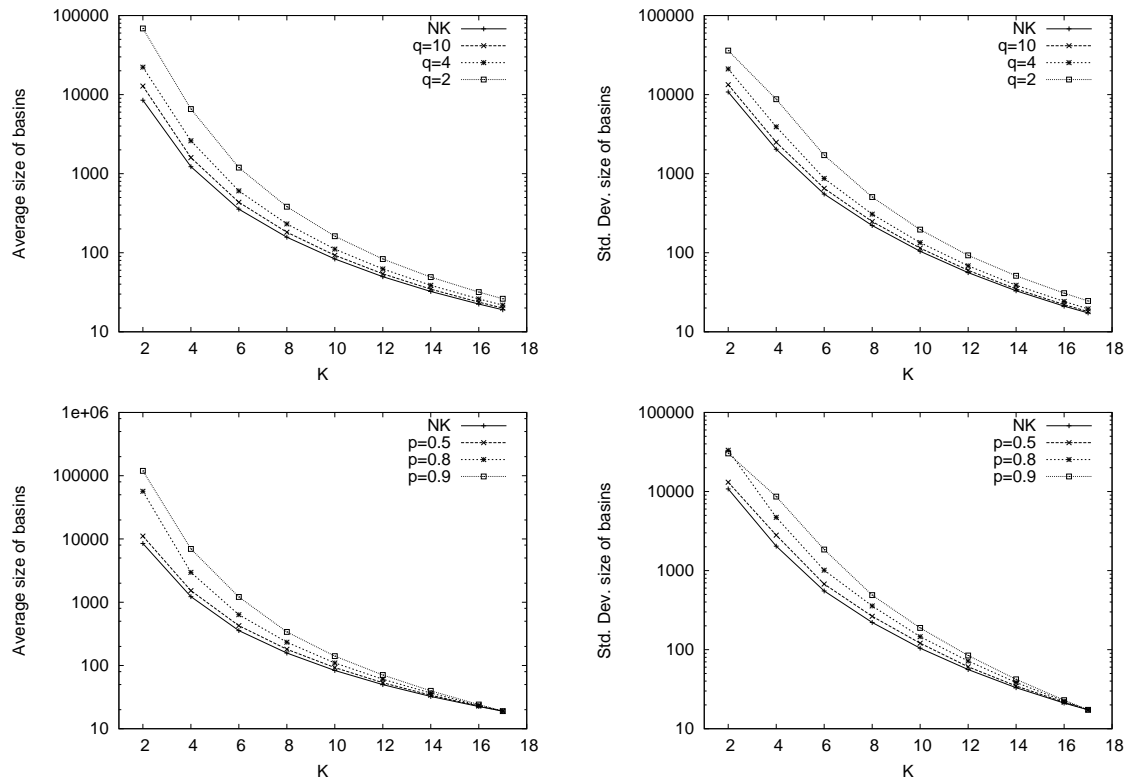 Average size of basins
100000
10000
1000
100
10
2 4 6 8 10 12 14 16 18
K
NK
q=10
q=4
q=2
Std. Dev. size of basins
100000
10000
1000
100
10
2 4 6 8 10 12 14 16 18
K
NK
q=10
q=4
q=2
Average size of basins
1e+06
100000
10000
1000
100
10
2 4 6 8 10 12 14 16 18
K
NK
p=0.5
p=0.8
p=0.9
Std. Dev. size of basins
100000
10000
1000
100
10
2 4 6 8 10 12 14 16 18
K
NK
p=0.5
p=0.8
p=0.9